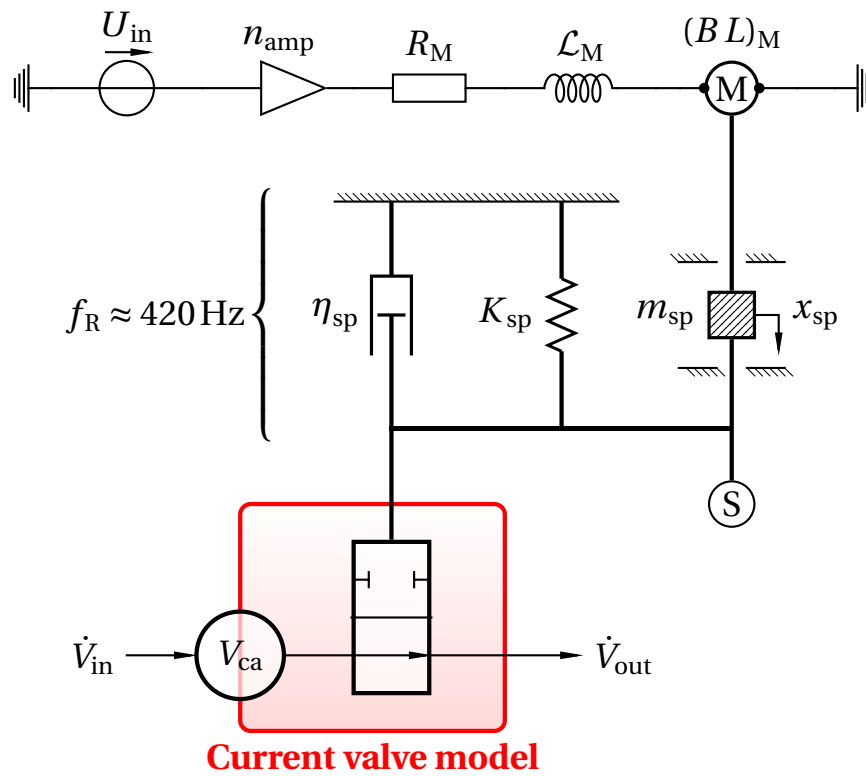 U_in
n_amp
R_M
ℒ_M
(B L)_M
M
f_R ≈ 420 Hz
η_sp
K_sp
m_sp
x_sp
S
V̇_in
V_ca
V̇_out
Current valve model